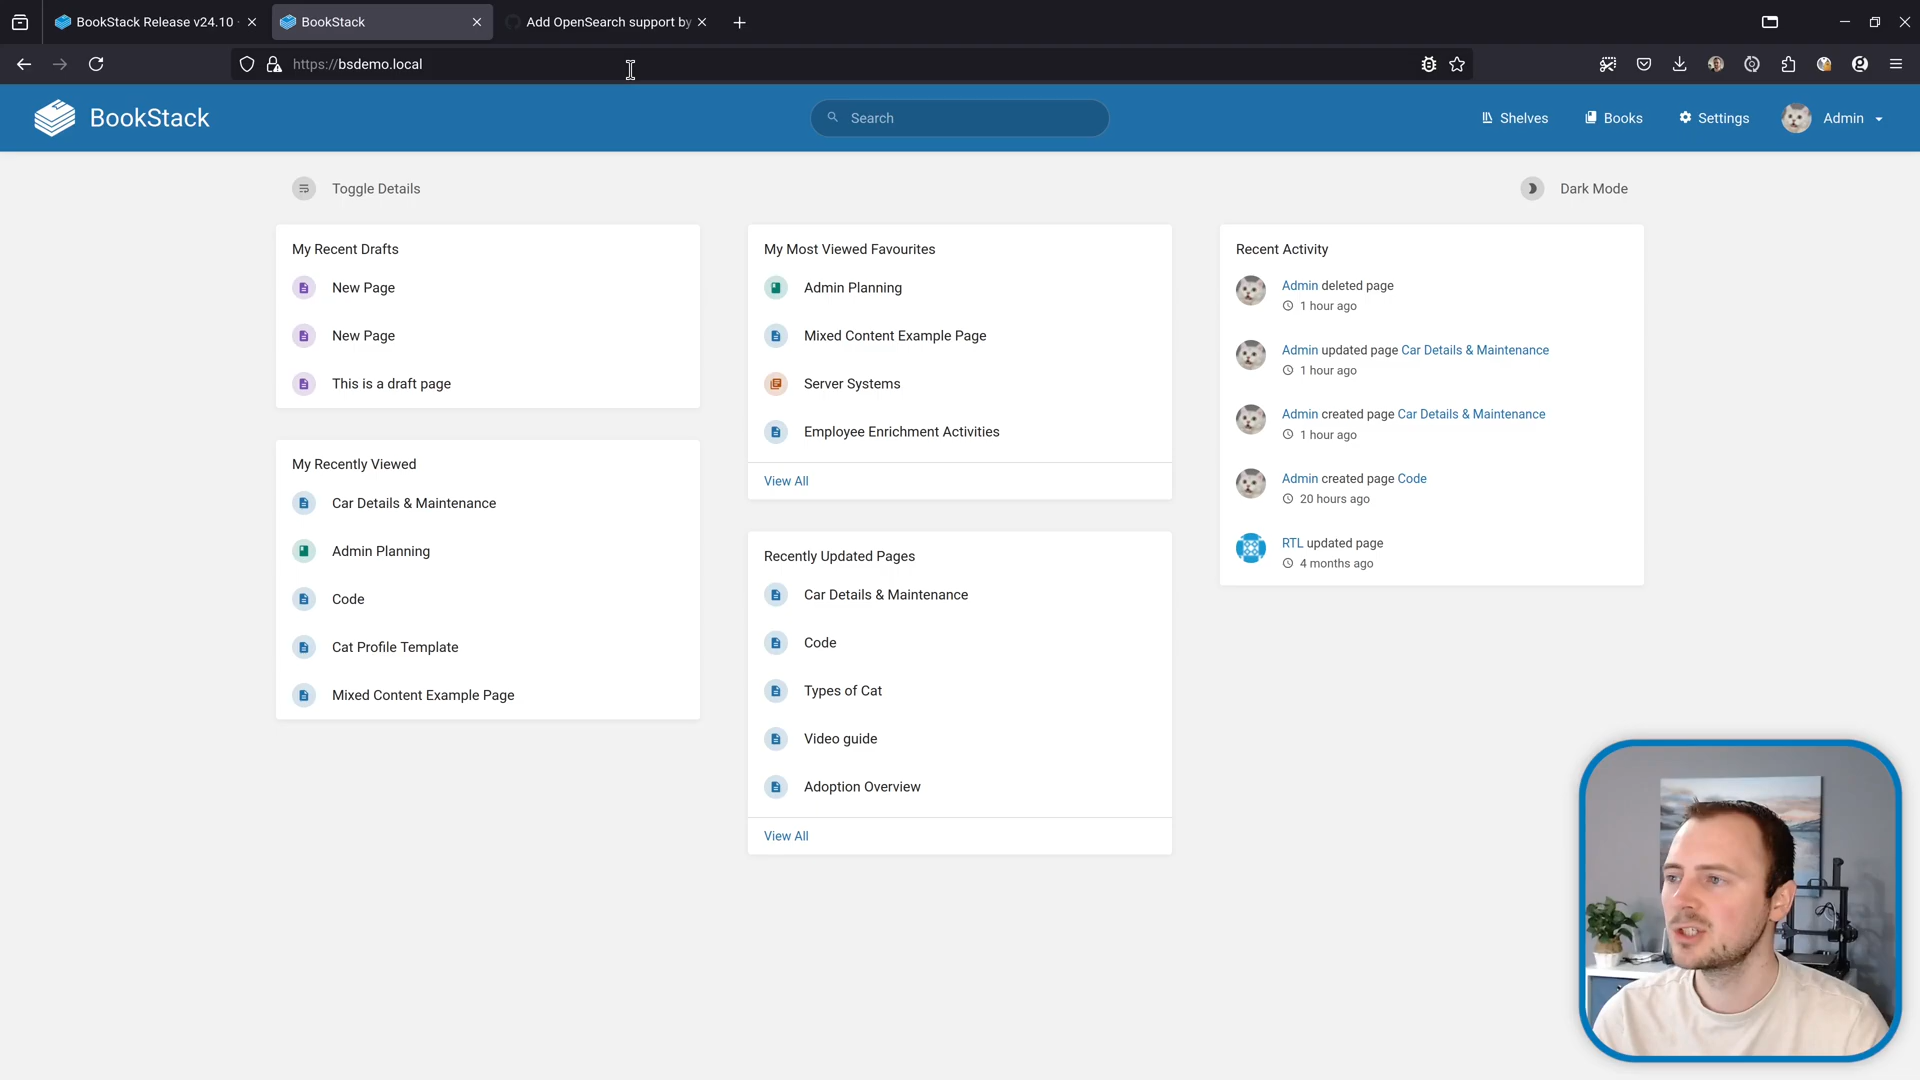 BookStack Release v24.10
BookStack
Add OpenSearch support by
https://bsdemo.local
BookStack
Search
Shelves
Books
Settings
Admin
Toggle Details
Dark Mode
My Recent Drafts
New Page
New Page
This is a draft page
My Recently Viewed
Car Details & Maintenance
Admin Planning
Code
Cat Profile Template
Mixed Content Example Page
My Most Viewed Favourites
Admin Planning
Mixed Content Example Page
Server Systems
Employee Enrichment Activities
View All
Recently Updated Pages
Car Details & Maintenance
Code
Types of Cat
Video guide
Adoption Overview
View All
Recent Activity
Admin deleted page
1 hour ago
Admin updated page Car Details & Maintenance
1 hour ago
Admin created page Car Details & Maintenance
1 hour ago
Admin created page Code
20 hours ago
RTL updated page
4 months ago